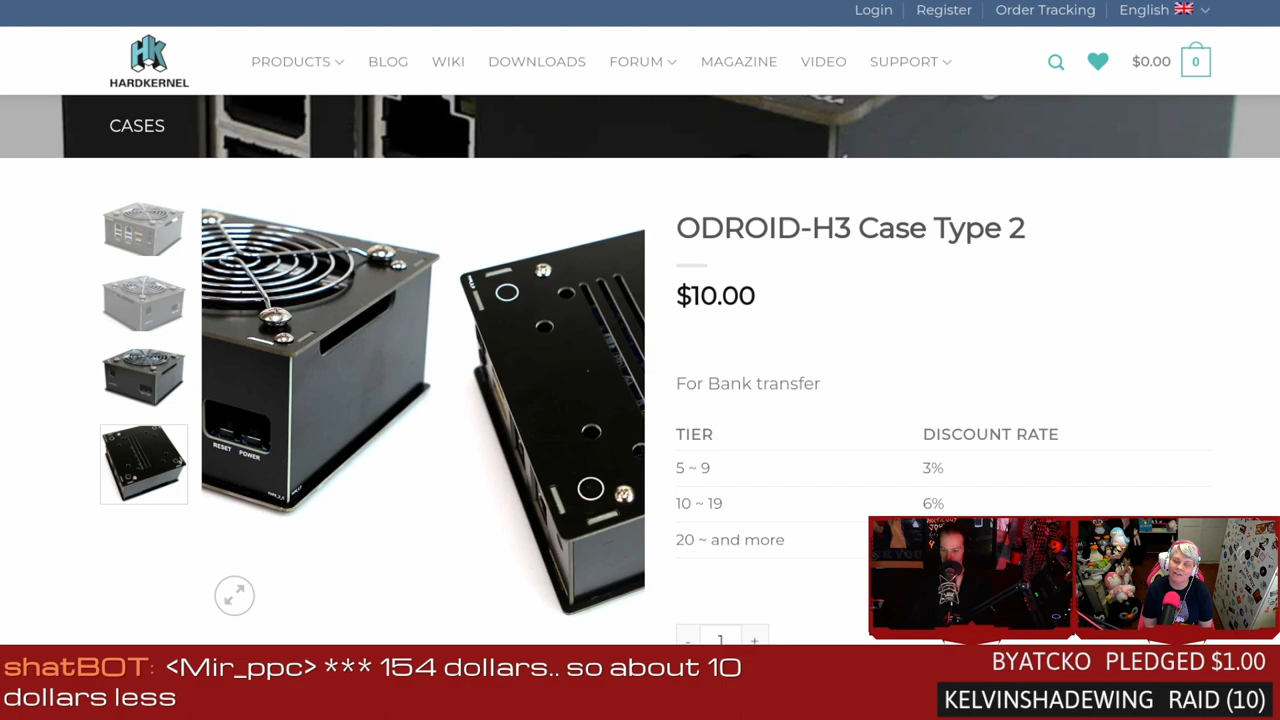 Login
Register
Order Tracking
English
HARDKERNEL
PRODUCTS
BLOG
WIKI
DOWNLOADS
FORUM
MAGAZINE
VIDEO
SUPPORT
$0.00
0
CASES
ODROID-H3 Case Type 2
$10.00
For Bank transfer
TIER DISCOUNT RATE
5 ~ 9 3%
10 ~ 19 6%
20 ~ and more
- 1 +
RESET POWER
shatBOT: <Mir_ppc> *** 154 dollars.. so about 10
dollars less
BYATCKO PLEDGED $1.00
KELVINSHADEWING RAID (10)